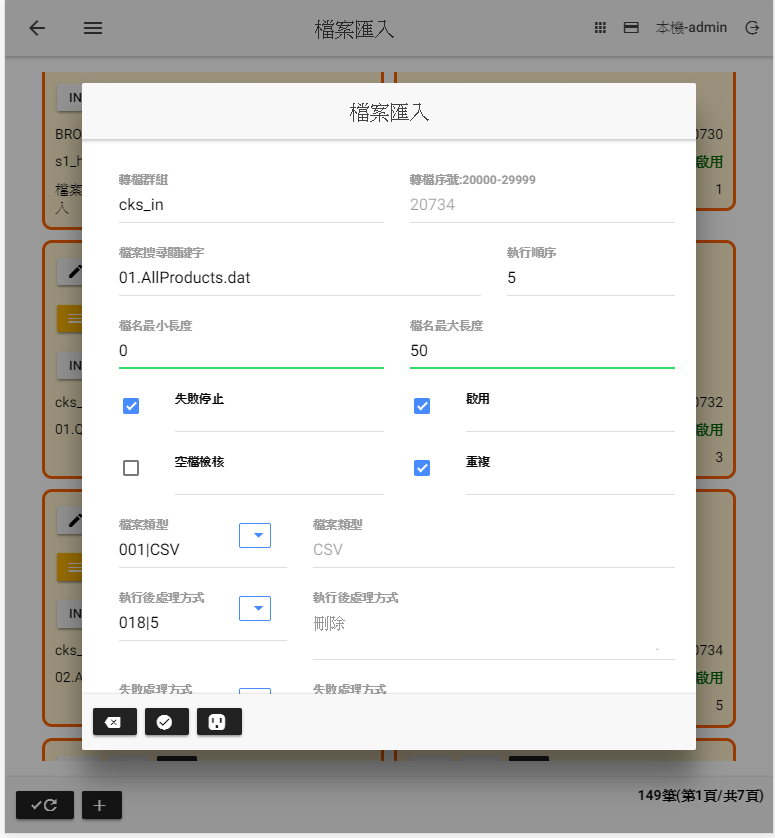 檔案匯入
本機-admin
檔案匯入
轉檔群組
轉檔序號:20000-29999
cks_in
20734
檔案搜尋關鍵字
執行順序
01.AllProducts.dat
5
檔名最小長度
檔名最大長度
0
50
失敗停止
啟用
空檔檢核
重複
檔案類型
檔案類型
001|CSV
CSV
執行後處理方式
執行後處理方式
018|5
刪除
失敗處理方式
失敗處理方式
IN
BRO
0730
s1_h
啟用
檔案
1
入
IN
cks_
0732
01.Q
啟用
3
IN
cks_
0734
02.A
啟用
5
149筆(第1頁/共7頁)